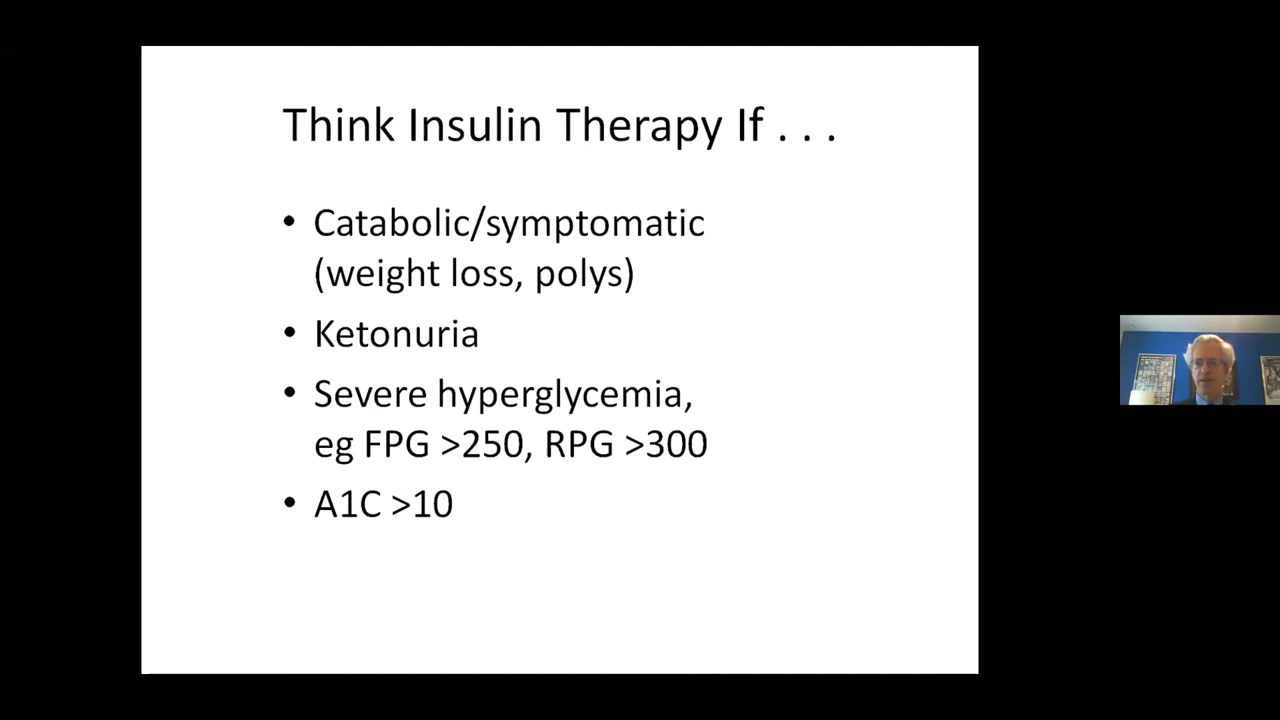 Think Insulin Therapy If . . .
• Catabolic/symptomatic
(weight loss, polys)
• Ketonuria
• Severe hyperglycemia,
eg FPG >250, RPG >300
• A1C >10